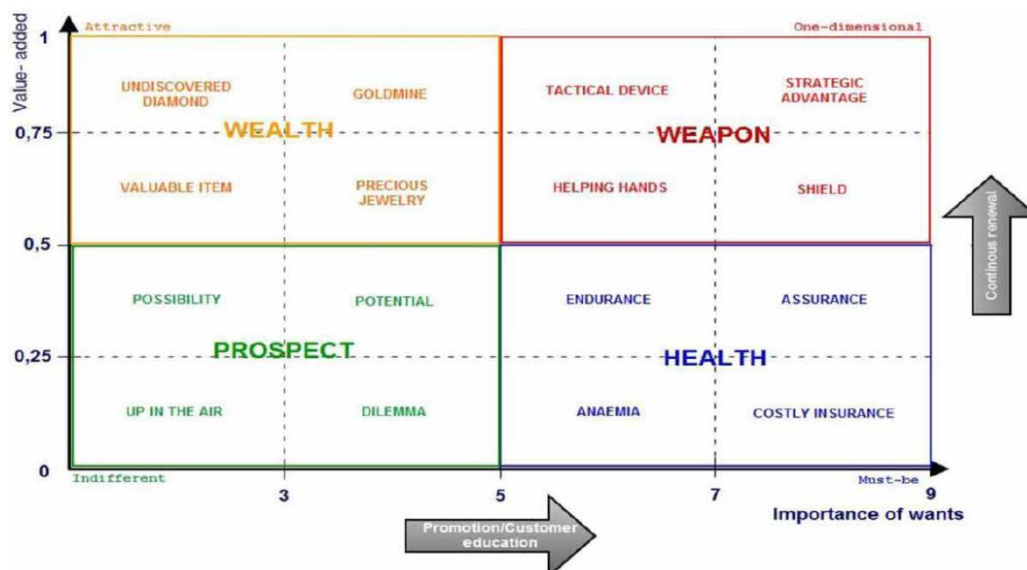 Value- added
1
Attractive
One-dimensional
UNDISCOVERED
DIAMOND
GOLDMINE
TACTICAL DEVICE
STRATEGIC
ADVANTAGE
0,75
WEALTH
WEAPON
VALUABLE ITEM
PRECIOUS
JEWELRY
HELPING HANDS
SHIELD
0,5
Continous renewal
POSSIBILITY
POTENTIAL
ENDURANCE
ASSURANCE
0,25
PROSPECT
HEALTH
UP IN THE AIR
DILEMMA
ANAEMIA
COSTLY INSURANCE
0
Indifferent
Must-be
3
5
7
9
Importance of wants
Promotion/Customer
education